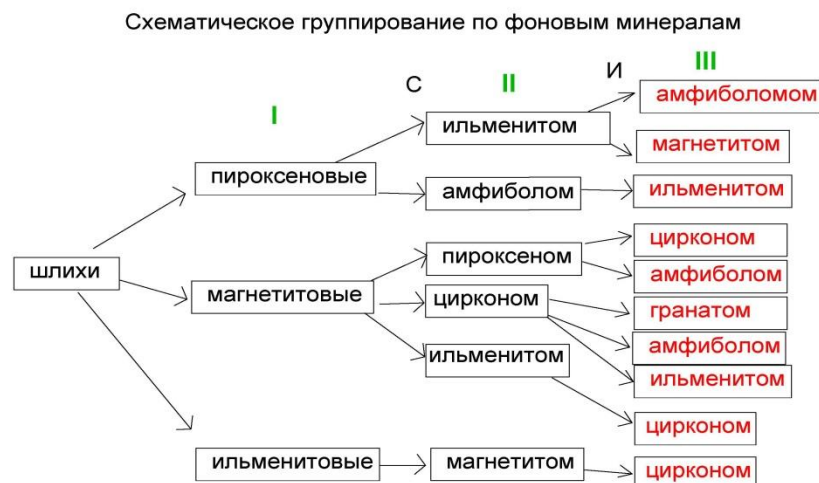 Схематическое группирование по фоновым минералам
I
С
II
И
III
шлихи
пироксеновые
ильменитом
амфиболомом
магнетитом
амфиболом
ильменитом
магнетитовые
пироксеном
цирконом
амфиболом
цирконом
гранатом
амфиболом
ильменитом
ильменитом
цирконом
ильменитовые
магнетитом
цирконом